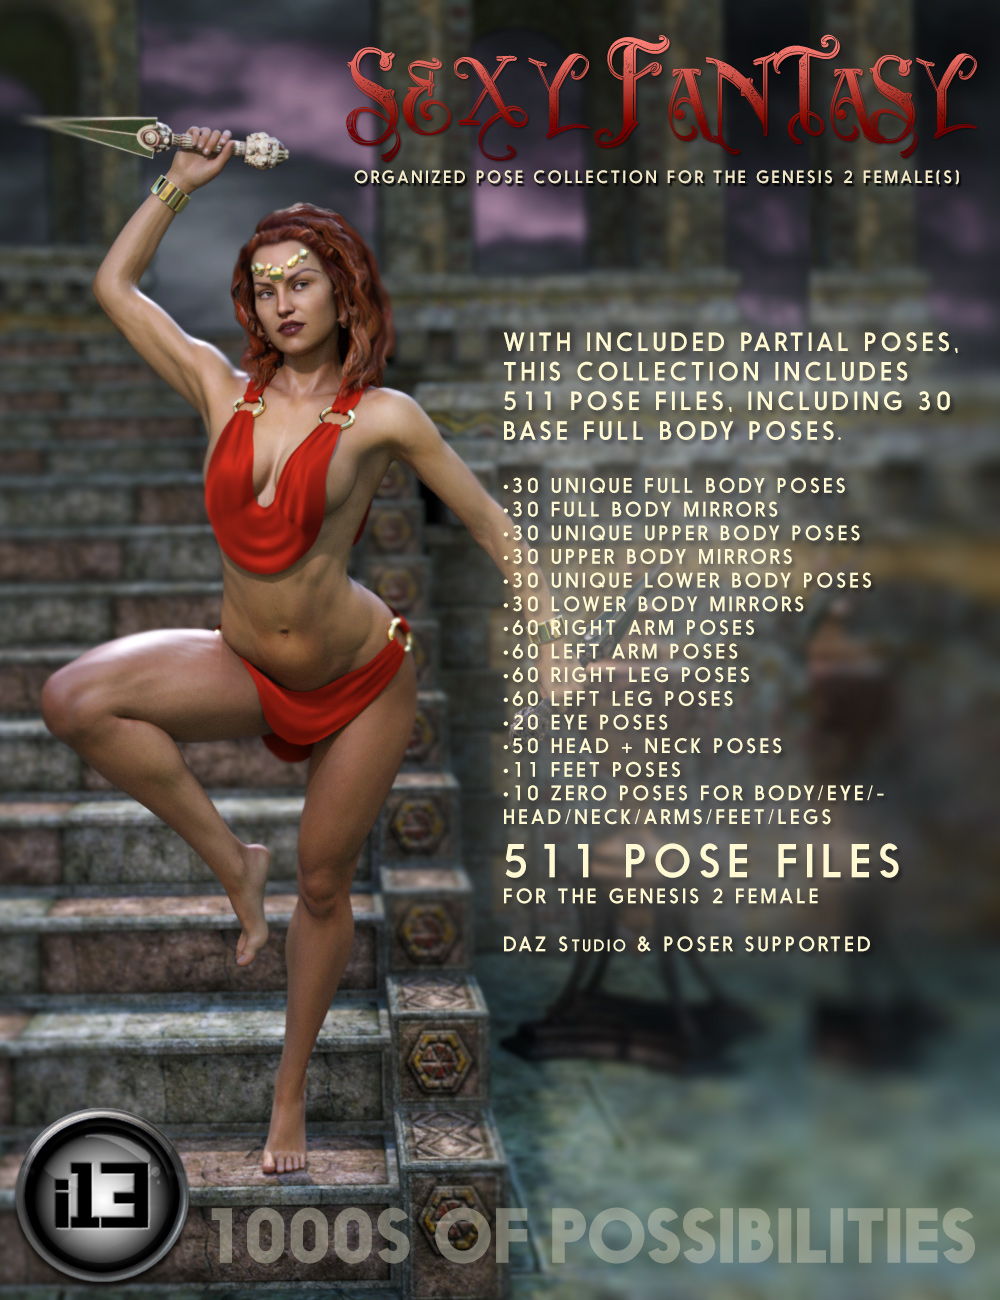 SEXY FANTASY
ORGANIZED POSE COLLECTION FOR THE GENESIS 2 FEMALE(S)
WITH INCLUDED PARTIAL POSES,
THIS COLLECTION INCLUDES
511 POSE FILES, INCLUDING 30
BASE FULL BODY POSES.
•30 UNIQUE FULL BODY POSES
•30 FULL BODY MIRRORS
•30 UNIQUE UPPER BODY POSES
•30 UPPER BODY MIRRORS
•30 UNIQUE LOWER BODY POSES
•30 LOWER BODY MIRRORS
•60 RIGHT ARM POSES
•60 LEFT ARM POSES
•60 RIGHT LEG POSES
•60 LEFT LEG POSES
•20 EYE POSES
•50 HEAD + NECK POSES
•11 FEET POSES
•10 ZERO POSES FOR BODY/EYE/-
HEAD/NECK/ARMS/FEET/LEGS
511 POSE FILES
FOR THE GENESIS 2 FEMALE
DAZ STUDIO & POSER SUPPORTED
i13
1000S OF POSSIBILITIES